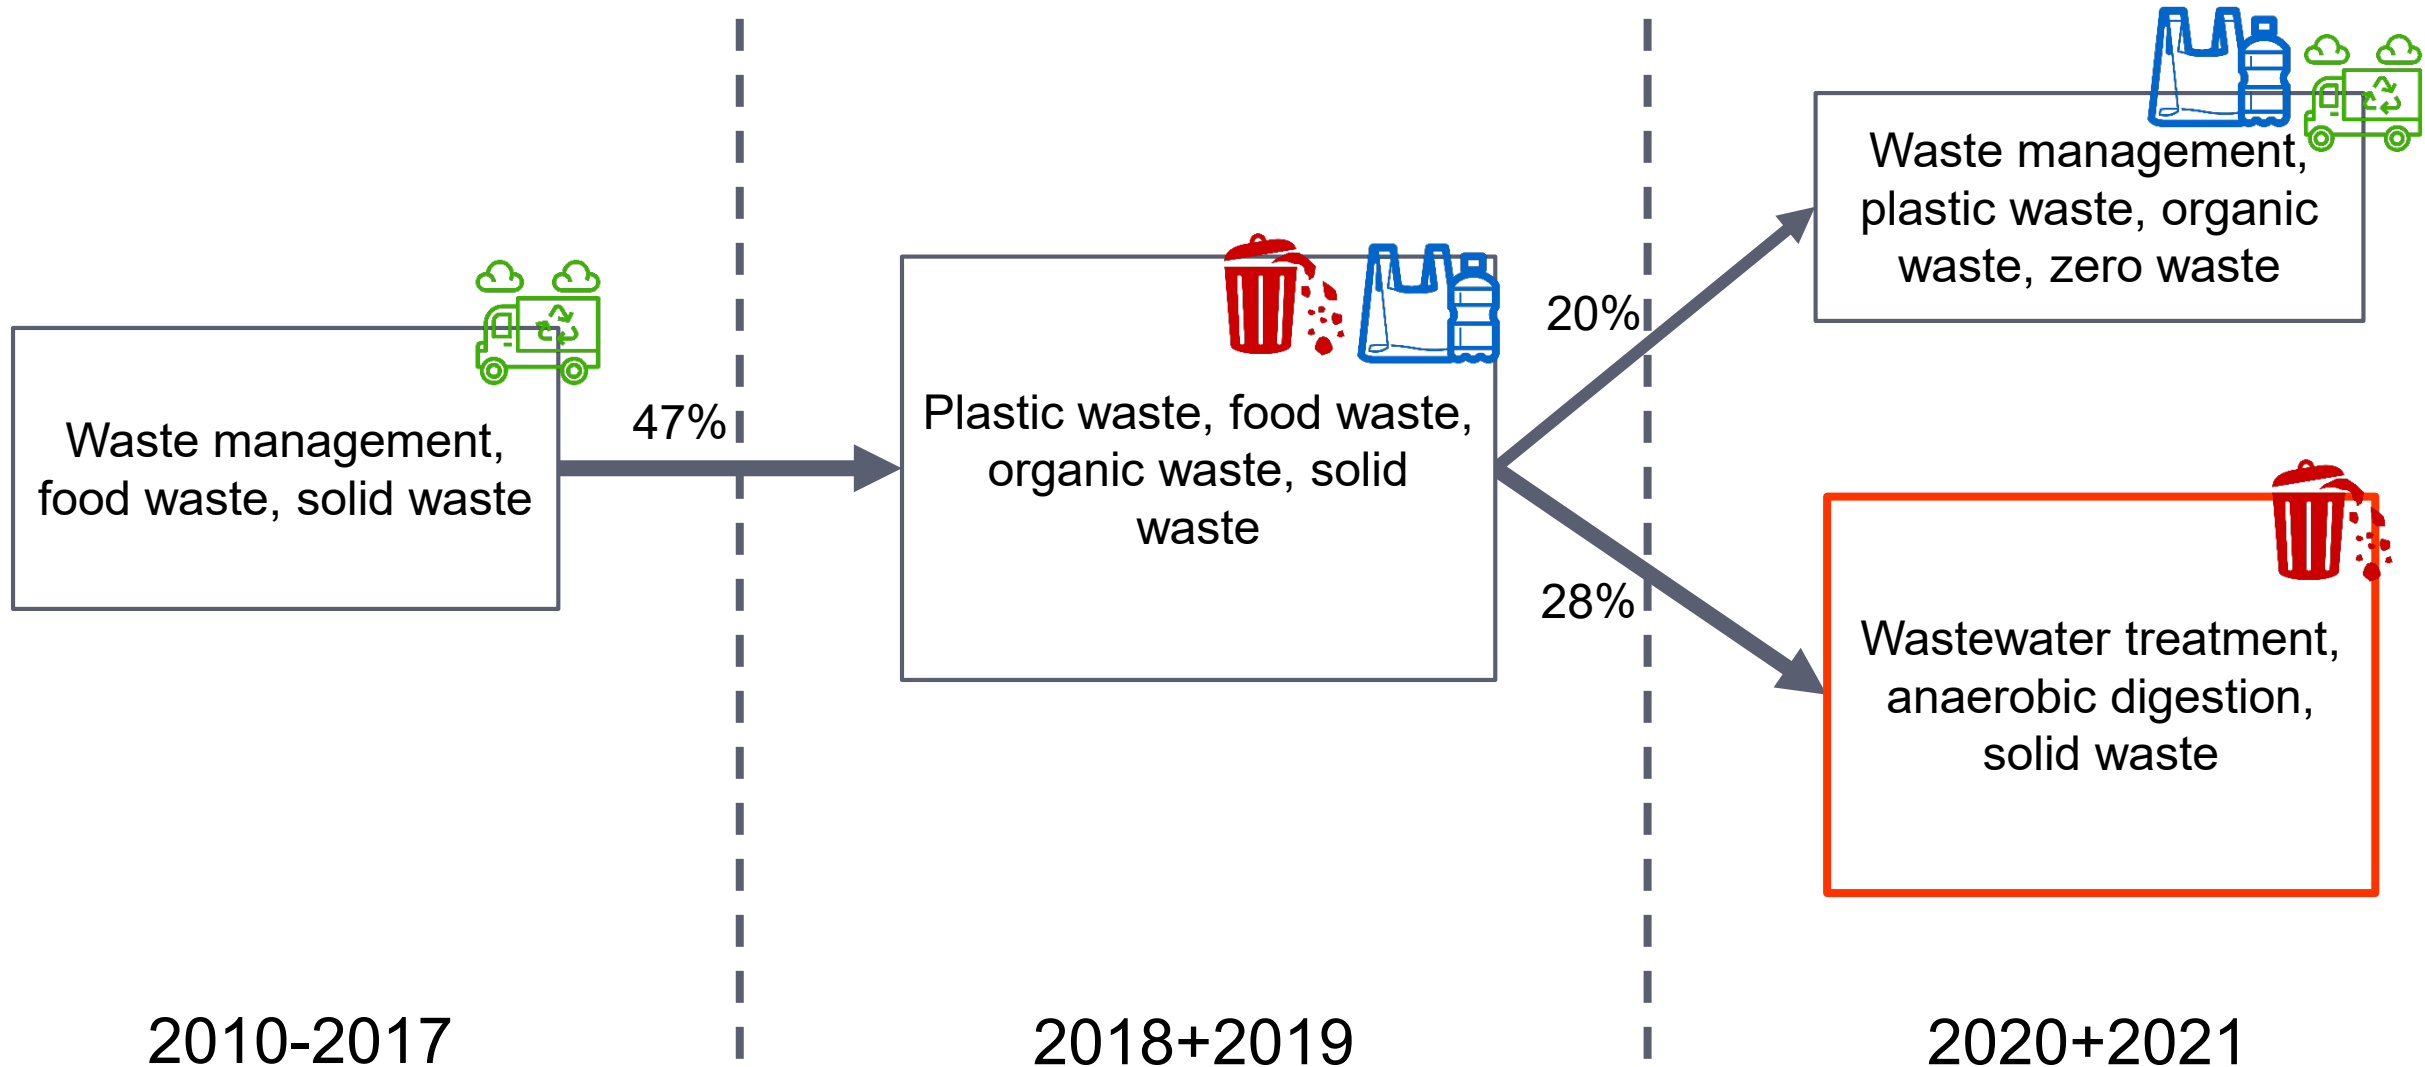 Waste management,
food waste, solid waste
47%
Plastic waste, food waste,
organic waste, solid
waste
20%
28%
Waste management,
plastic waste, organic
waste, zero waste
Wastewater treatment,
anaerobic digestion,
solid waste
2010-2017
2018+2019
2020+2021